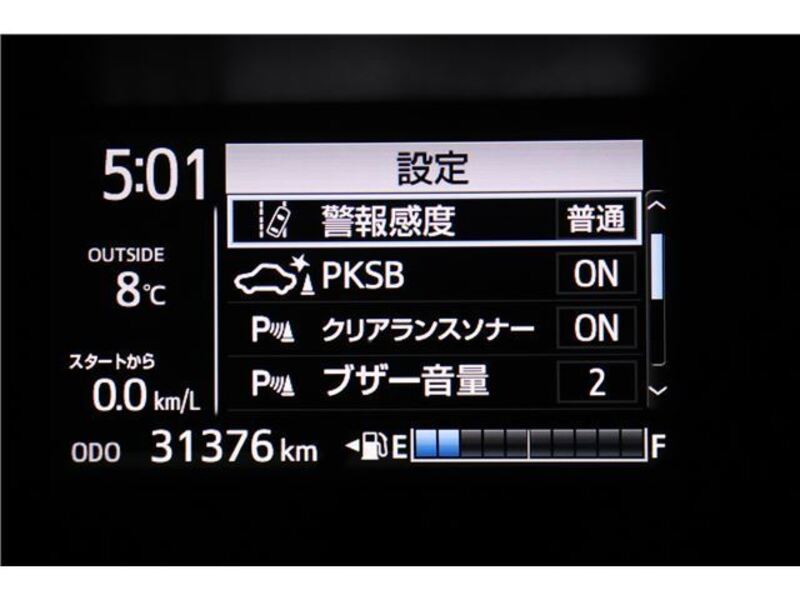 5:01
設定
警報感度 普通
OUTSIDE
8℃
PKSB ON
P クリアランスソナー ON
スタートから
0.0 km/L
P ブザー音量 2
ODO 31376 km
E F